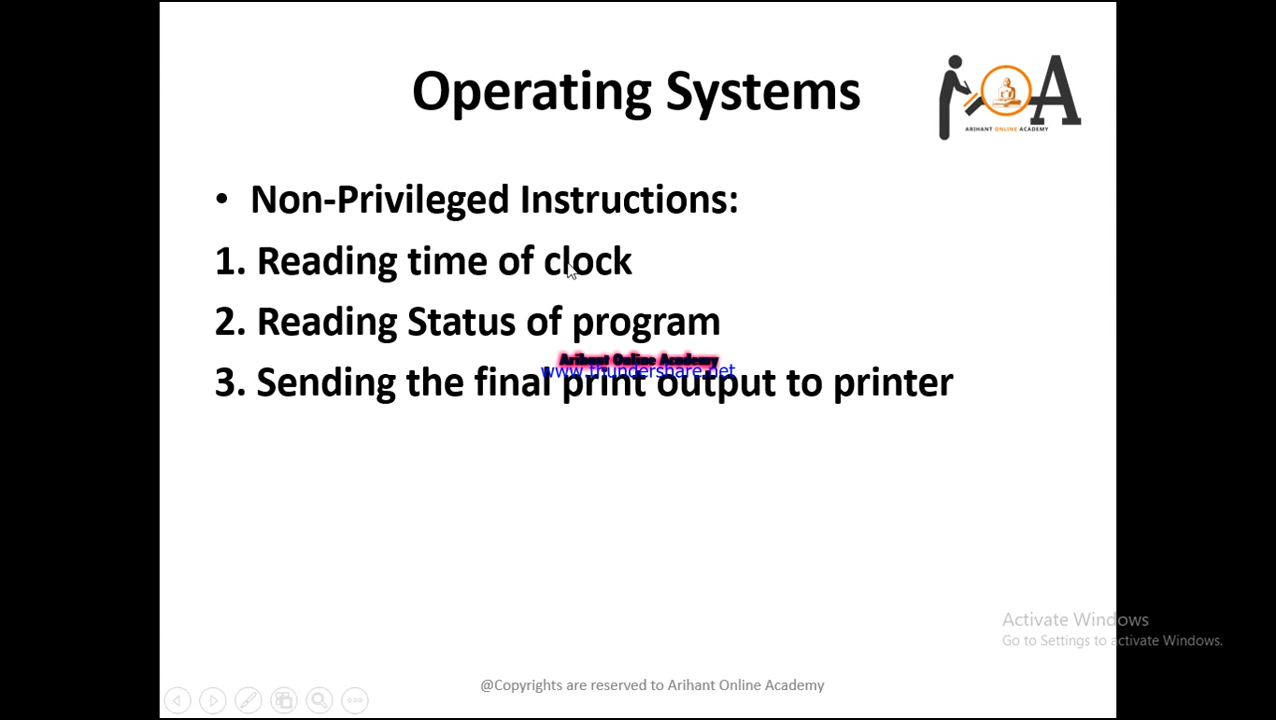 Operating Systems
A
ARIHANT ONLINE ACADEMY
• Non-Privileged Instructions:
1. Reading time of clock
2. Reading Status of program
Arihant Online Academy
www.thundershare.net
3. Sending the final print output to printer
Activate Windows
Go to Settings to activate Windows.
@Copyrights are reserved to Arihant Online Academy